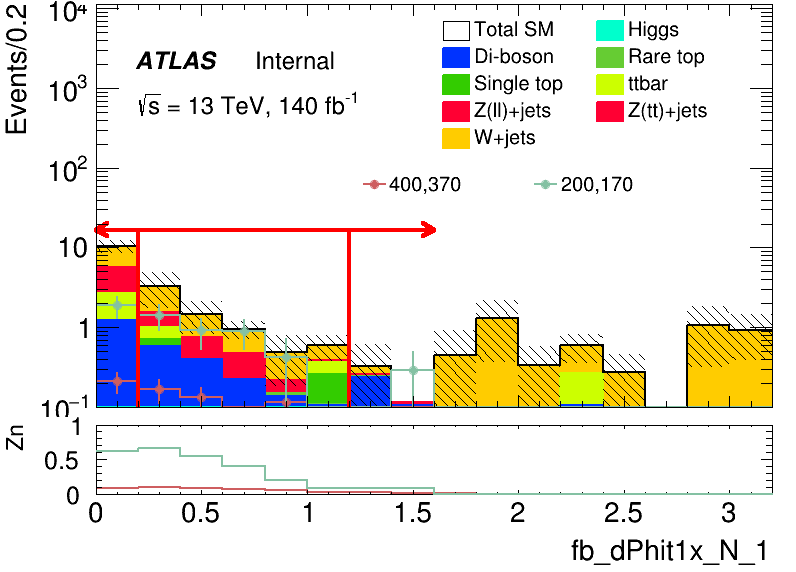 Events/0.2
10⁴
10³
10²
10
1
10⁻¹
ATLAS Internal
√s = 13 TeV, 140 fb⁻¹
Total SM
Higgs
Di-boson
Rare top
Single top
ttbar
Z(ll)+jets
Z(tt)+jets
W+jets
400,370
200,170
Zn
1
0.5
0
0 0.5 1 1.5 2 2.5 3
fb_dPhit1x_N_1